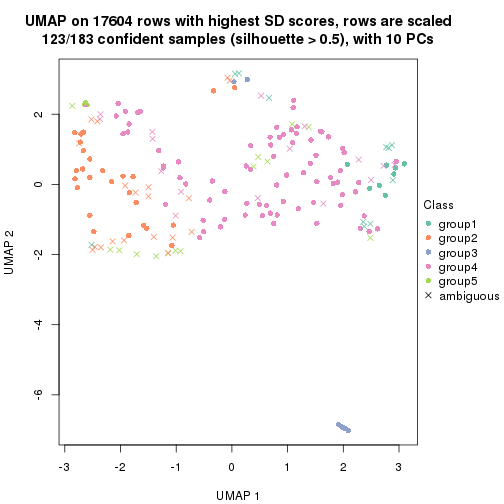 UMAP on 17604 rows with highest SD scores, rows are scaled
123/183 confident samples (silhouette > 0.5), with 10 PCs
2
0
-2
-4
-6
UMAP 2
-3 -2 -1 0 1 2 3
UMAP 1
Class
group1
group2
group3
group4
group5
ambiguous